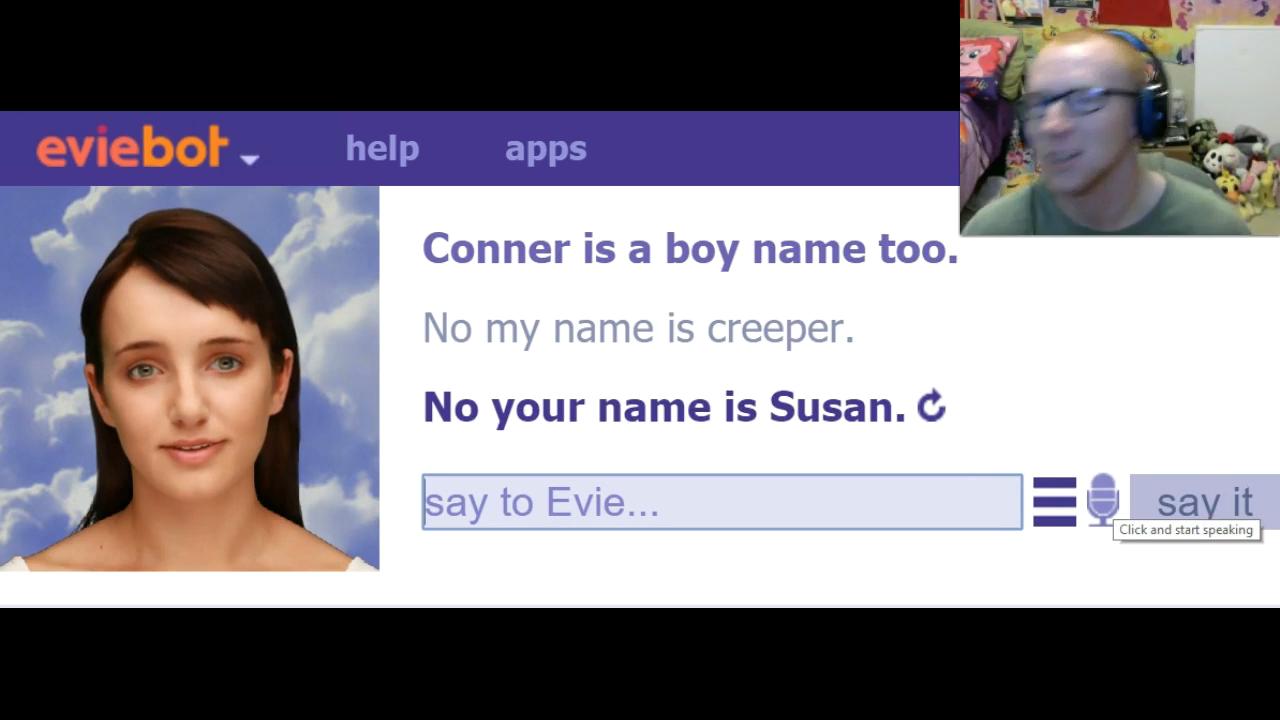 eviebot help apps
Conner is a boy name too.
No my name is creeper.
No your name is Susan.
say to Evie... say it
Click and start speaking